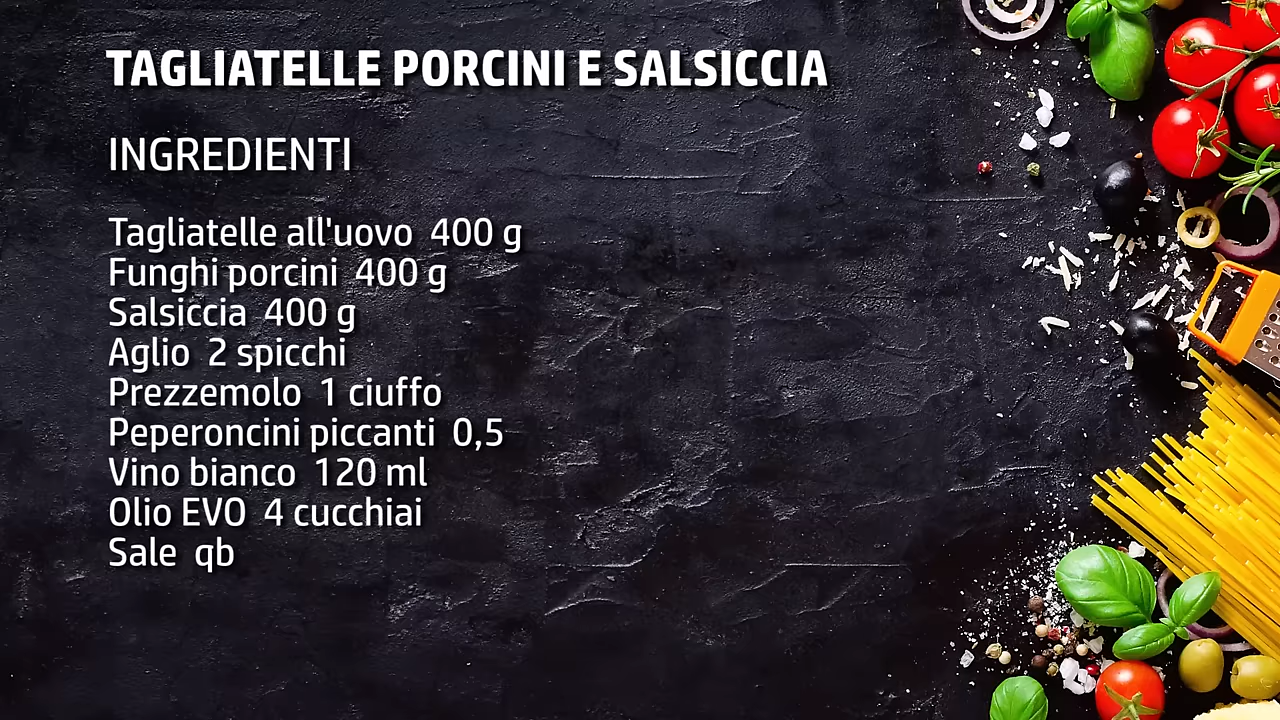 TAGLIATELLE PORCINI E SALSICCIA
INGREDIENTI
Tagliatelle all'uovo 400 g
Funghi porcini 400 g
Salsiccia 400 g
Aglio 2 spicchi
Prezzemolo 1 ciuffo
Peperoncini piccanti 0,5
Vino bianco 120 ml
Olio EVO 4 cucchiai
Sale qb